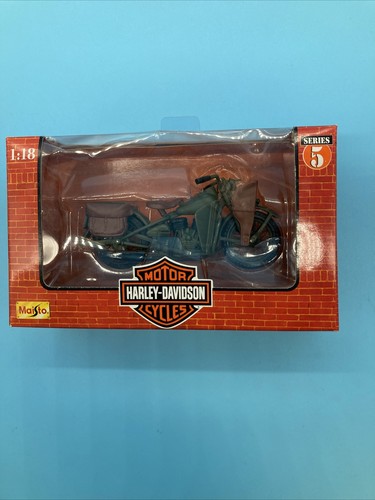 1:18
SERIES
5
MOTOR
HARLEY-DAVIDSON
CYCLES
Maisto